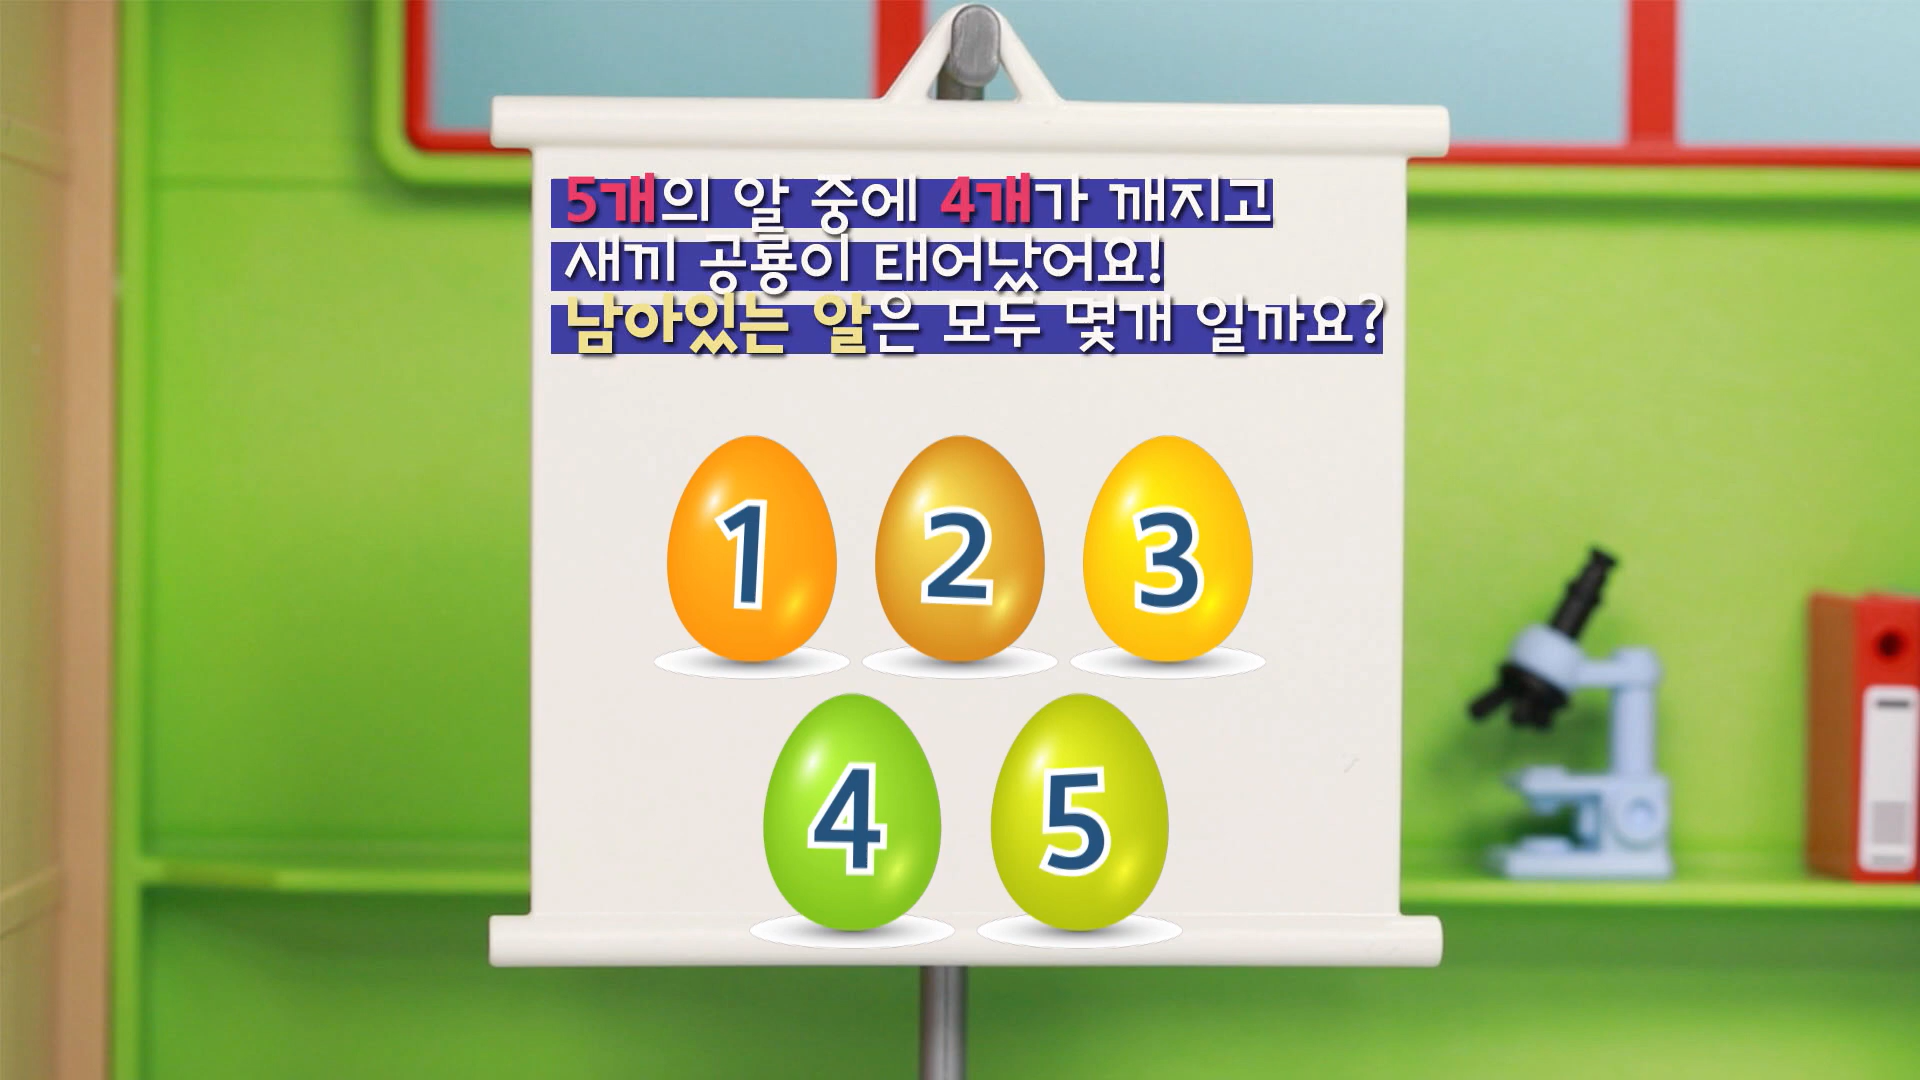 5개의 알 중에 4개가 깨지고
새끼 공룡이 태어났어요!
남아있는 알은 모두 몇개 일까요?
1 2 3
4 5